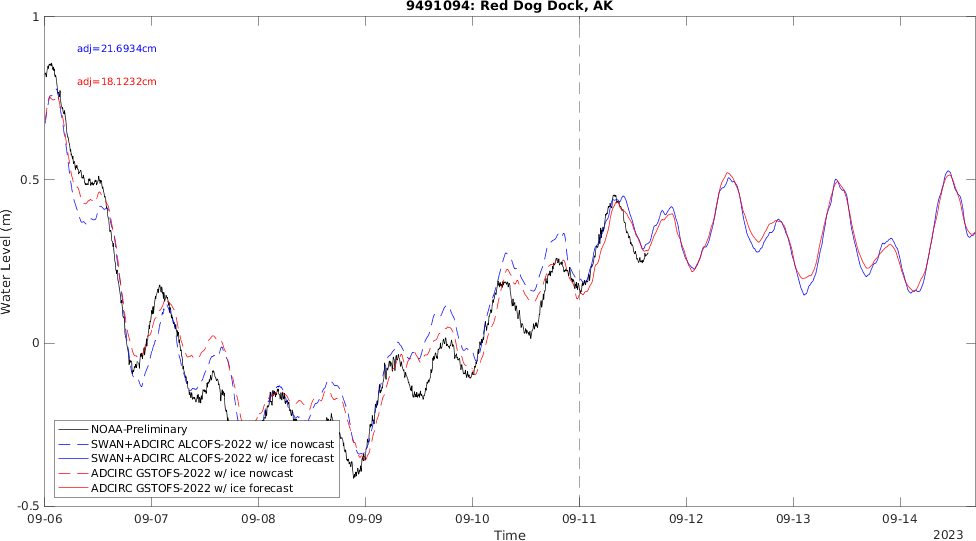 9491094: Red Dog Dock, AK
1
adj=21.6934cm
adj=18.1232cm
0.5
Water Level (m)
0
NOAA-Preliminary
SWAN+ADCIRC ALCOFS-2022 w/ ice nowcast
SWAN+ADCIRC ALCOFS-2022 w/ ice forecast
ADCIRC GSTOFS-2022 w/ ice nowcast
ADCIRC GSTOFS-2022 w/ ice forecast
-0.5
09-06 09-07 09-08 09-09 09-10 09-11 09-12 09-13 09-14
Time
2023